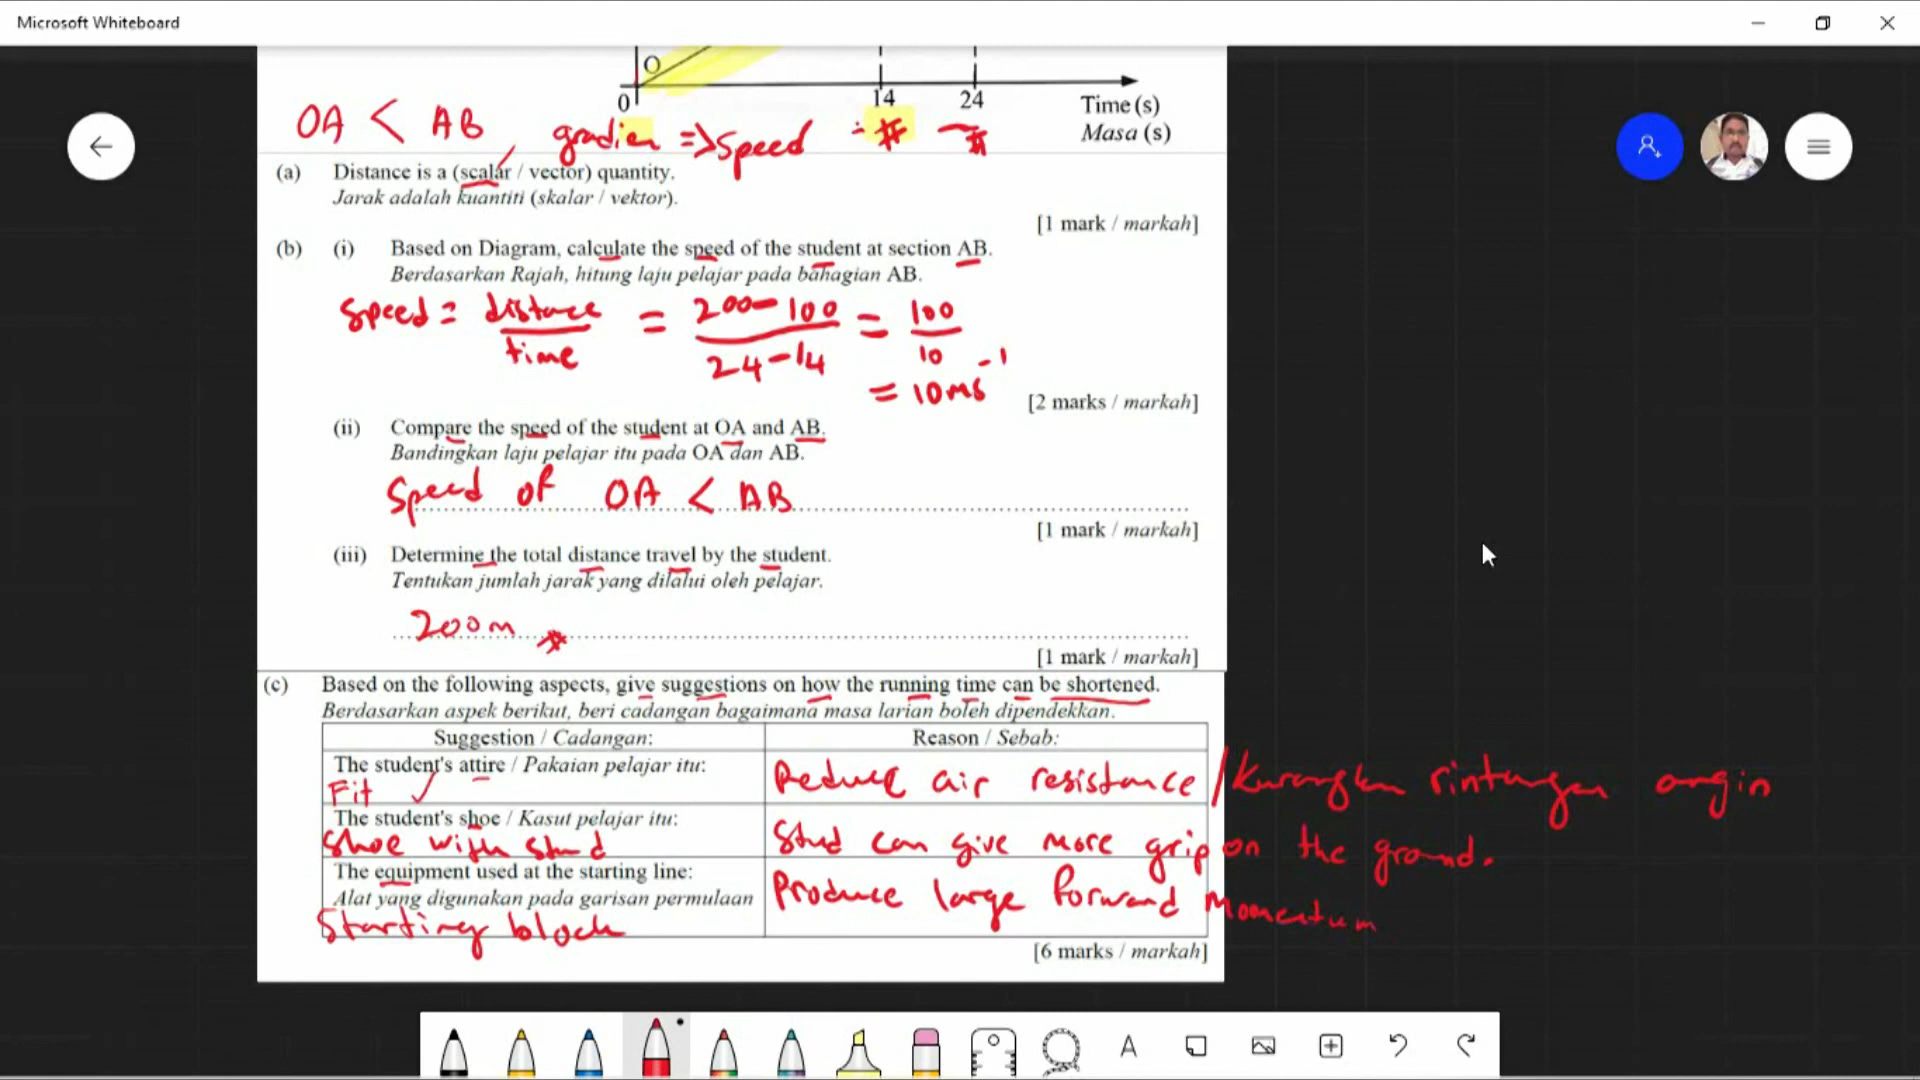 Microsoft Whiteboard
O
0 14 24 Time (s)
Masa (s)
OA < AB gradien => speed
(a) Distance is a (scalar / vector) quantity.
Jarak adalah kuantiti (skalar / vektor).
[1 mark / markah]
(b) (i) Based on Diagram, calculate the speed of the student at section AB.
Berdasarkan Rajah, hitung laju pelajar pada bahagian AB.
Speed = distance / time = 200 - 100 / 24 - 14 = 100 / 10
= 10 ms⁻¹
[2 marks / markah]
(ii) Compare the speed of the student at OA and AB.
Bandingkan laju pelajar itu pada OA dan AB.
Speed of OA < AB
[1 mark / markah]
(iii) Determine the total distance travel by the student.
Tentukan jumlah jarak yang dilalui oleh pelajar.
200m
[1 mark / markah]
(c) Based on the following aspects, give suggestions on how the running time can be shortened.
Berdasarkan aspek berikut, beri cadangan bagaimana masa larian boleh dipendekkan.
Suggestion / Cadangan: Reason / Sebab:
The student's attire / Pakaian pelajar itu:
Fit ✓ Reduce air resistance / kurangkan rintangan angin
The student's shoe / Kasut pelajar itu:
Shoe with stud Stud can give more grip on the ground.
The equipment used at the starting line:
Alat yang digunakan pada garisan permulaan Produce large forward momentum
Starting block
[6 marks / markah]